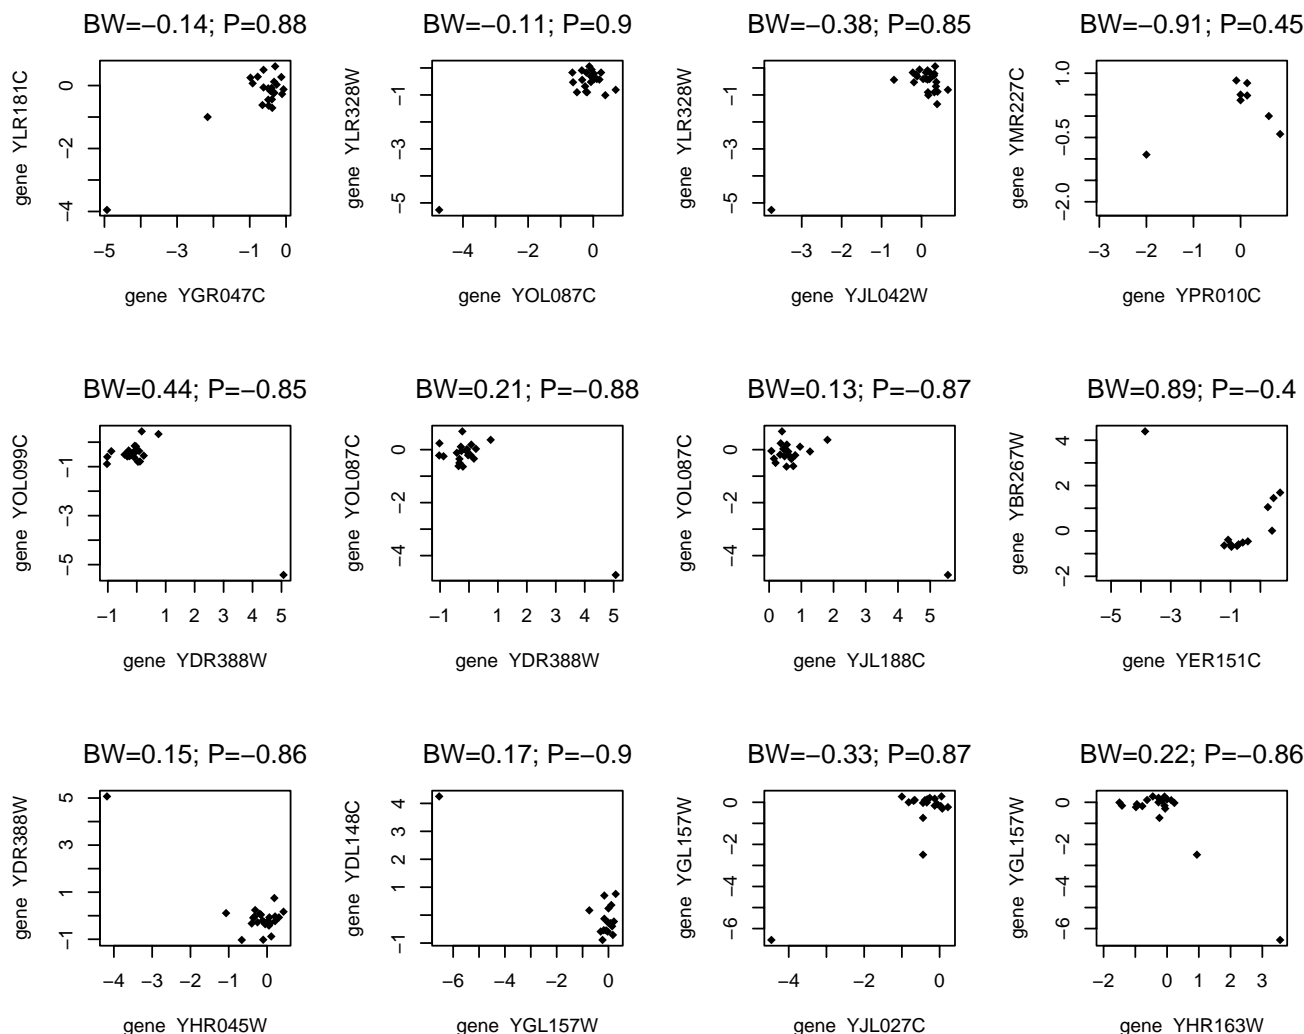 BW=−0.14; P=0.88
gene YLR181C
0
−2
−4
−5 −3 −1 0
gene YGR047C
BW=−0.11; P=0.9
gene YLR328W
−1
−3
−5
−4 −2 0
gene YOL087C
BW=−0.38; P=0.85
gene YLR328W
−1
−3
−5
−3 −2 −1 0
gene YJL042W
BW=−0.91; P=0.45
gene YMR227C
1.0
−0.5
−2.0
−3 −2 −1 0
gene YPR010C
BW=0.44; P=−0.85
gene YOL099C
−1
−3
−5
−1 0 1 2 3 4 5
gene YDR388W
BW=0.21; P=−0.88
gene YOL087C
0
−2
−4
−1 0 1 2 3 4 5
gene YDR388W
BW=0.13; P=−0.87
gene YOL087C
0
−2
−4
0 1 2 3 4 5
gene YJL188C
BW=0.89; P=−0.4
gene YBR267W
4
2
0
−2
−5 −3 −1
gene YER151C
BW=0.15; P=−0.86
gene YDR388W
5
3
1
−1
−4 −3 −2 −1 0
gene YHR045W
BW=0.17; P=−0.9
gene YDL148C
4
3
2
1
−1
−6 −4 −2 0
gene YGL157W
BW=−0.33; P=0.87
gene YGL157W
0
−2
−4
−6
−4 −2 0
gene YJL027C
BW=0.22; P=−0.86
gene YGL157W
0
−2
−4
−6
−2 0 1 2 3
gene YHR163W